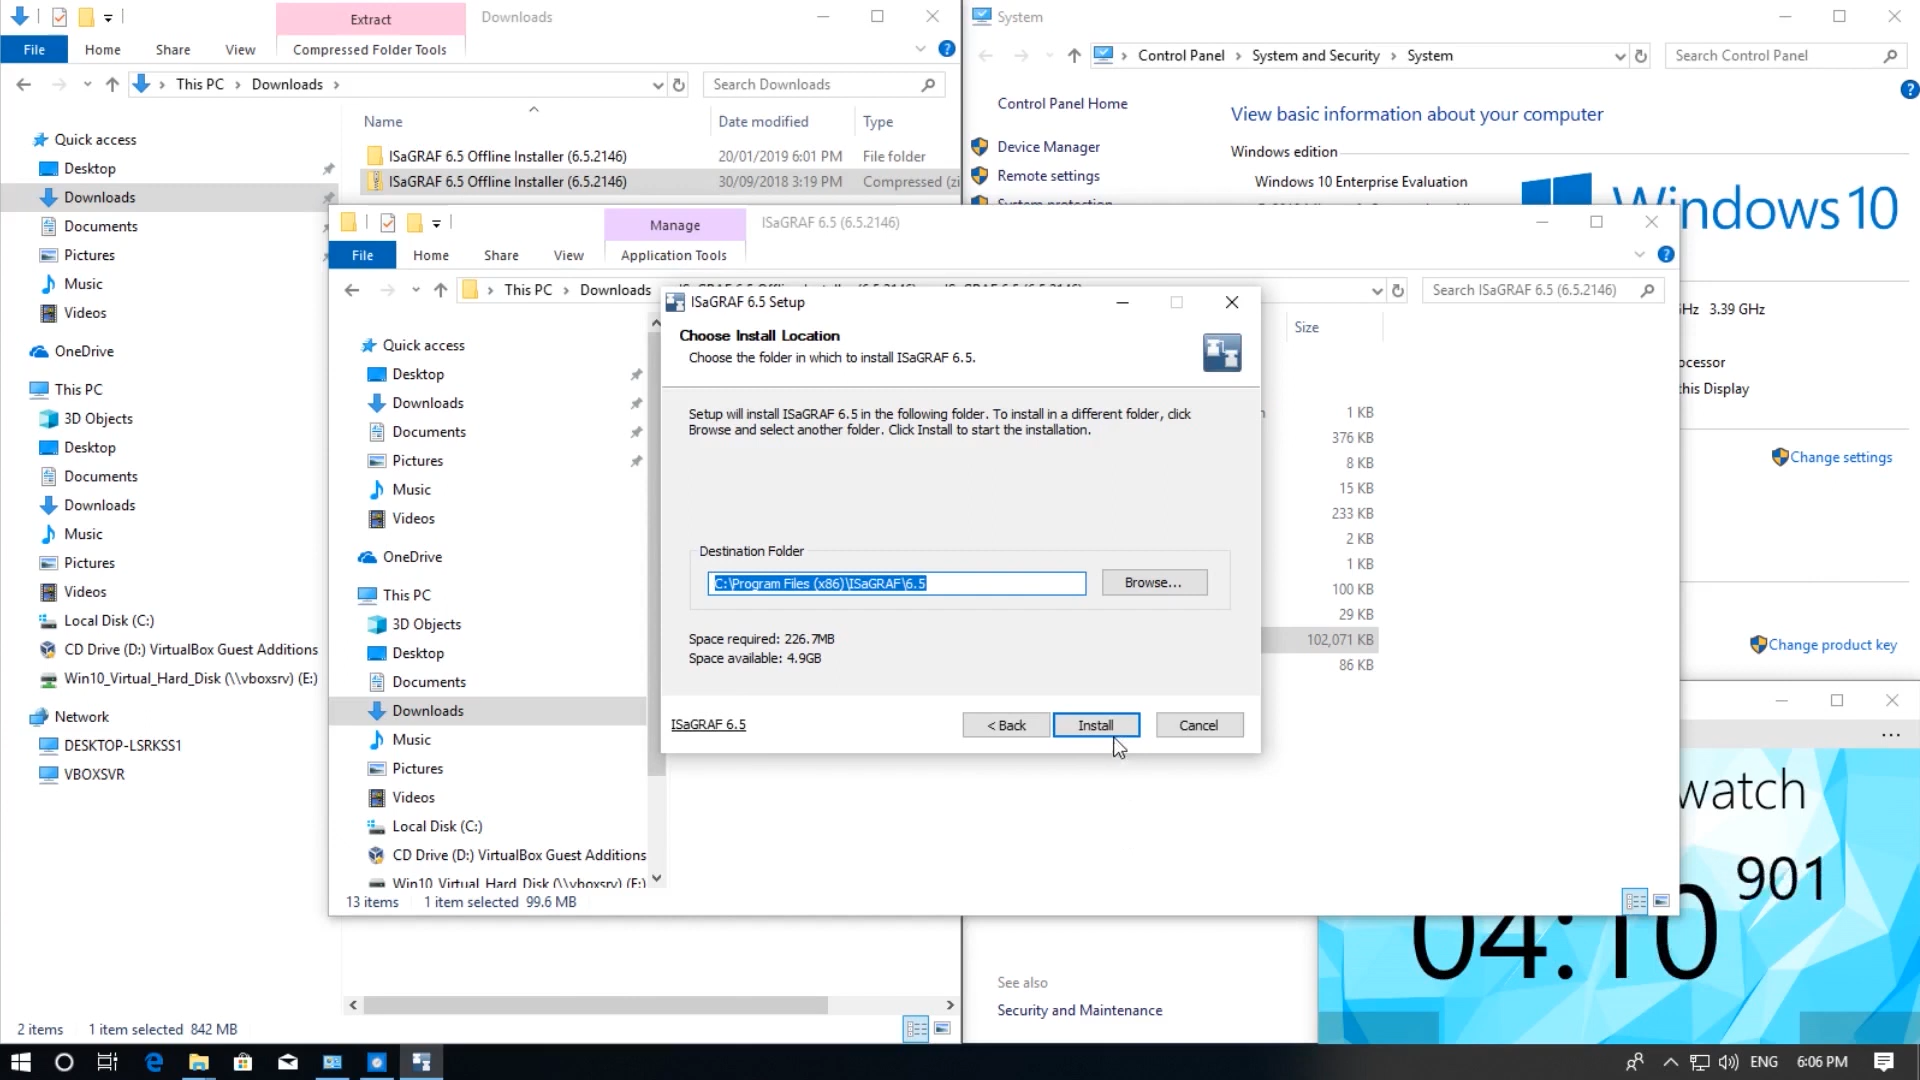 Extract
Downloads
File
Home
Share
View
Compressed Folder Tools
This PC
Downloads
Search Downloads
Name
Date modified
Type
ISaGRAF 6.5 Offline Installer (6.5.2146)
20/01/2019 6:01 PM
File folder
ISaGRAF 6.5 Offline Installer (6.5.2146)
30/09/2018 3:19 PM
Compressed (zi
Quick access
Desktop
Downloads
Documents
Pictures
Music
Videos
OneDrive
This PC
3D Objects
Desktop
Documents
Downloads
Music
Pictures
Videos
Local Disk (C:)
CD Drive (D:) VirtualBox Guest Additions
Win10_Virtual_Hard_Disk (\\vboxsrv) (E:)
Network
DESKTOP-LSRKSS1
VBOXSVR
2 items
1 item selected 842 MB
System
Control Panel
System and Security
System
Search Control Panel
Control Panel Home
Device Manager
Remote settings
System protection
View basic information about your computer
Windows edition
Windows 10 Enterprise Evaluation
Windows 10
Hz 3.39 GHz
ocessor
this Display
Change settings
Change product key
See also
Security and Maintenance
Manage
ISaGRAF 6.5 (6.5.2146)
File
Home
Share
View
Application Tools
This PC
Downloads
Search ISaGRAF 6.5 (6.5.2146)
Size
Quick access
Desktop
Downloads
Documents
Pictures
Music
Videos
OneDrive
This PC
3D Objects
Desktop
Documents
Downloads
Music
Pictures
Videos
Local Disk (C:)
CD Drive (D:) VirtualBox Guest Additions
Win10_Virtual_Hard_Disk (\\vboxsrv) (E:)
1 KB
376 KB
8 KB
15 KB
233 KB
2 KB
1 KB
100 KB
29 KB
102,071 KB
86 KB
13 items
1 item selected 99.6 MB
ISaGRAF 6.5 Setup
Choose Install Location
Choose the folder in which to install ISaGRAF 6.5.
Setup will install ISaGRAF 6.5 in the following folder. To install in a different folder, click
Browse and select another folder. Click Install to start the installation.
Destination Folder
C:\Program Files (x86)\ISaGRAF\6.5
Browse...
Space required: 226.7MB
Space available: 4.9GB
ISaGRAF 6.5
< Back
Install
Cancel
watch
04:10 901
ENG
6:06 PM